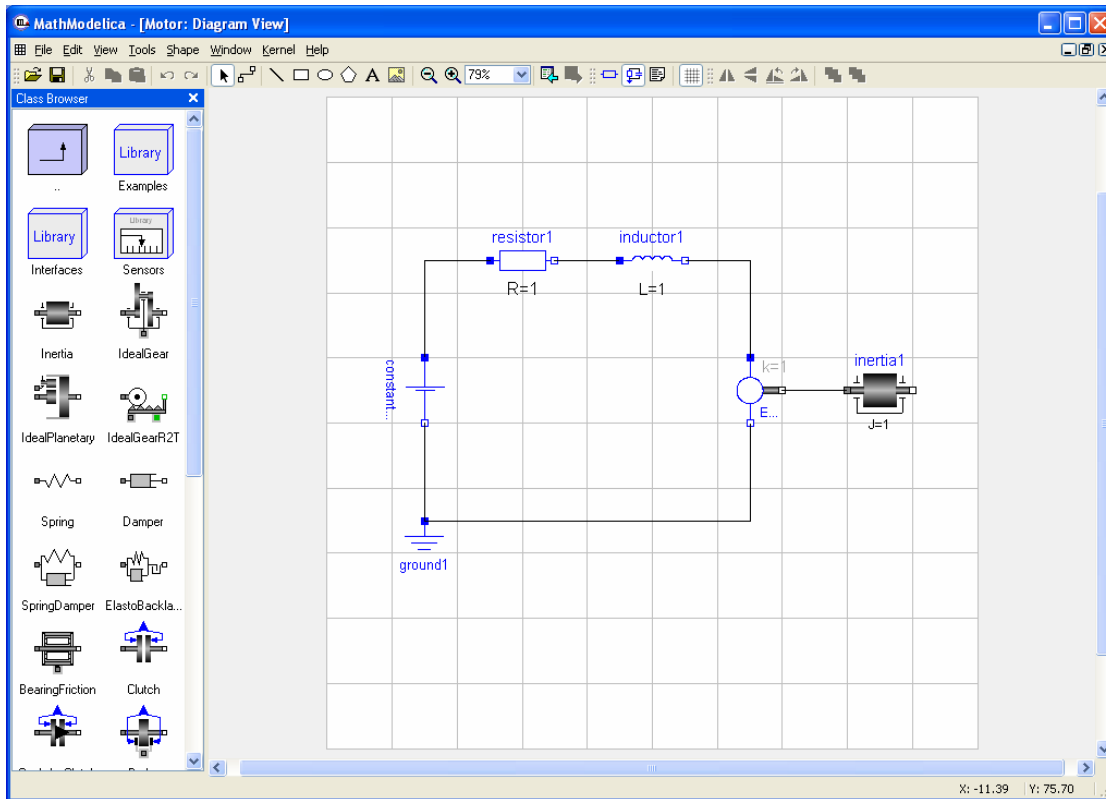 MathModelica - [Motor: Diagram View]
File Edit View Tools Shape Window Kernel Help
A 79%
Class Browser
Library
.. Examples
Library Library
Interfaces Sensors
Inertia IdealGear
IdealPlanetary IdealGearR2T
Spring Damper
SpringDamper ElastoBackla...
BearingFriction Clutch
resistor1 inductor1
R=1 L=1
constant...
k=1 inertia1
E...
J=1
ground1
X: -11.39 Y: 75.70